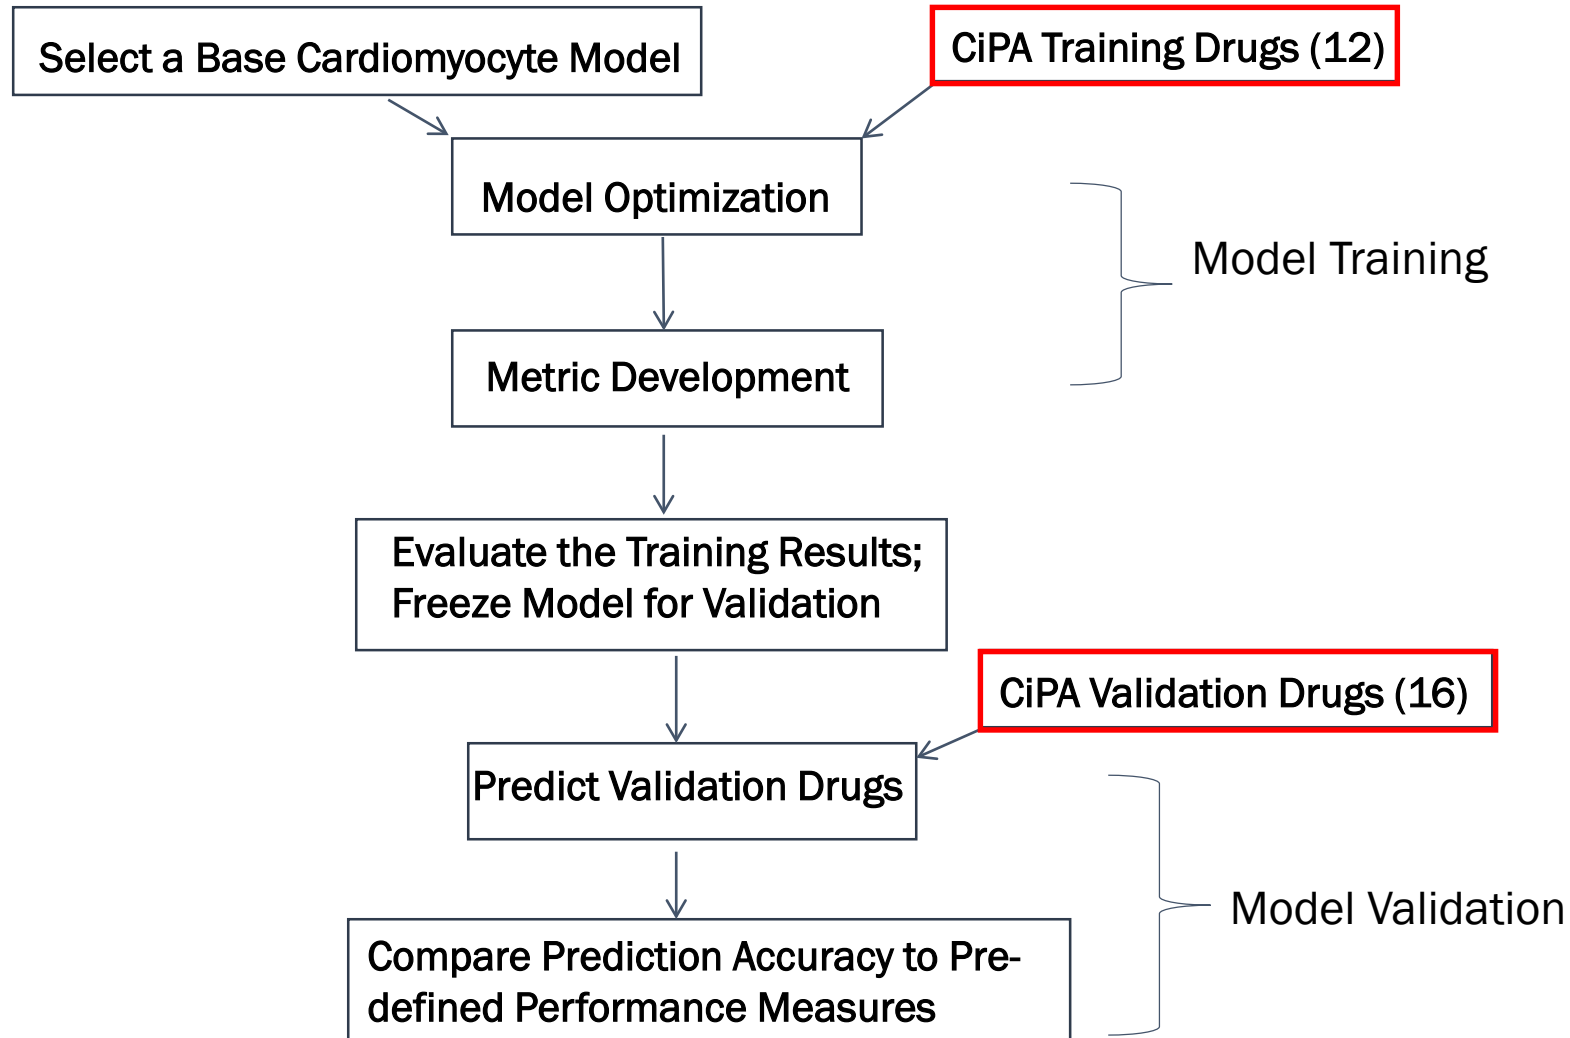 Select a Base Cardiomyocyte Model
CiPA Training Drugs (12)
Model Optimization
Model Training
Metric Development
Evaluate the Training Results;
Freeze Model for Validation
CiPA Validation Drugs (16)
Predict Validation Drugs
Model Validation
Compare Prediction Accuracy to Pre-
defined Performance Measures